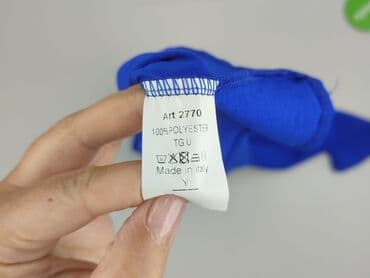 Art 2770
100%POLYESTER
TG U
Made in Italy
Y